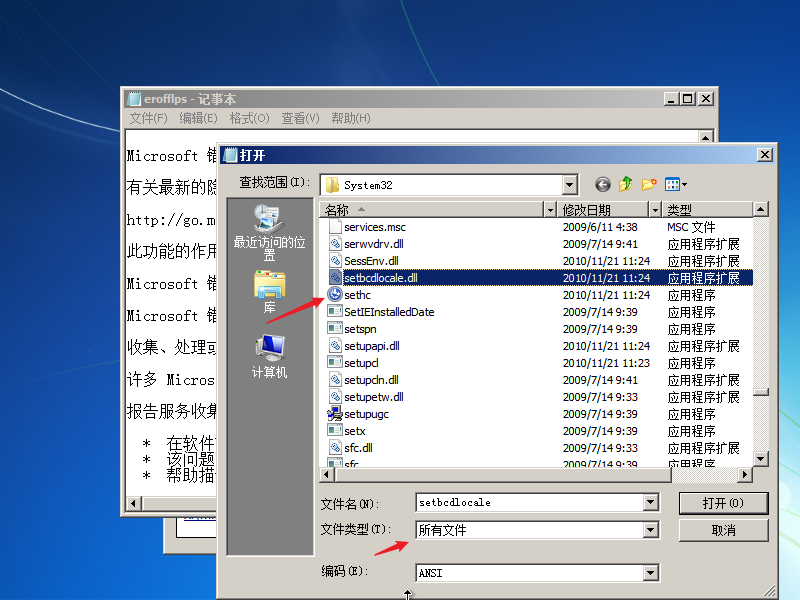 erofflps - 记事本
文件(F) 编辑(E) 格式(O) 查看(V) 帮助(H)
Microsoft 错
有关最新的隐
http://go.m
此功能的作用
Microsoft 错
Microsoft 错
收集、处理或
许多 Micros
报告服务收集
* 在软件
* 该问题
* 帮助描
打开
查找范围(I): System32
最近访问的位置
库
计算机
名称 修改日期 类型
services.msc 2009/6/11 4:38 MSC 文件
serwvdrv.dll 2009/7/14 9:41 应用程序扩展
SessEnv.dll 2010/11/21 11:24 应用程序扩展
setbcdlocale.dll 2010/11/21 11:24 应用程序扩展
sethc 2010/11/21 11:24 应用程序
SetIEInstalledDate 2009/7/14 9:39 应用程序
setspn 2009/7/14 9:39 应用程序
setupapi.dll 2010/11/21 11:24 应用程序扩展
setupcl 2010/11/21 11:23 应用程序
setupcln.dll 2009/7/14 9:41 应用程序扩展
setupetw.dll 2009/7/14 9:33 应用程序扩展
setupugc 2009/7/14 9:39 应用程序
setx 2009/7/14 9:39 应用程序
sfc.dll 2009/7/14 9:33 应用程序扩展
sfc 2009/7/14 9:39 应用程序
文件名(N): setbcdlocale 打开(O)
文件类型(T): 所有文件 取消
编码(E): ANSI